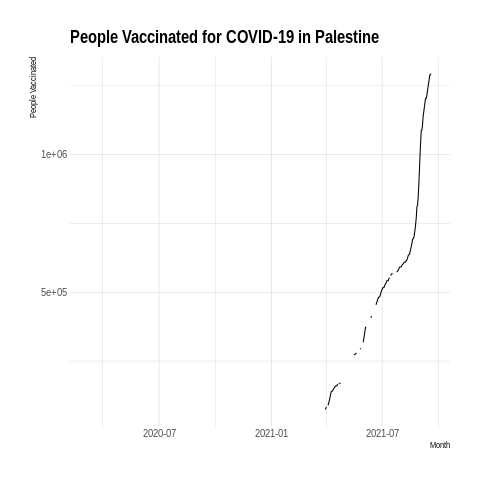 People Vaccinated for COVID-19 in Palestine
People Vaccinated
1e+06
5e+05
2020-07 2021-01 2021-07
Month